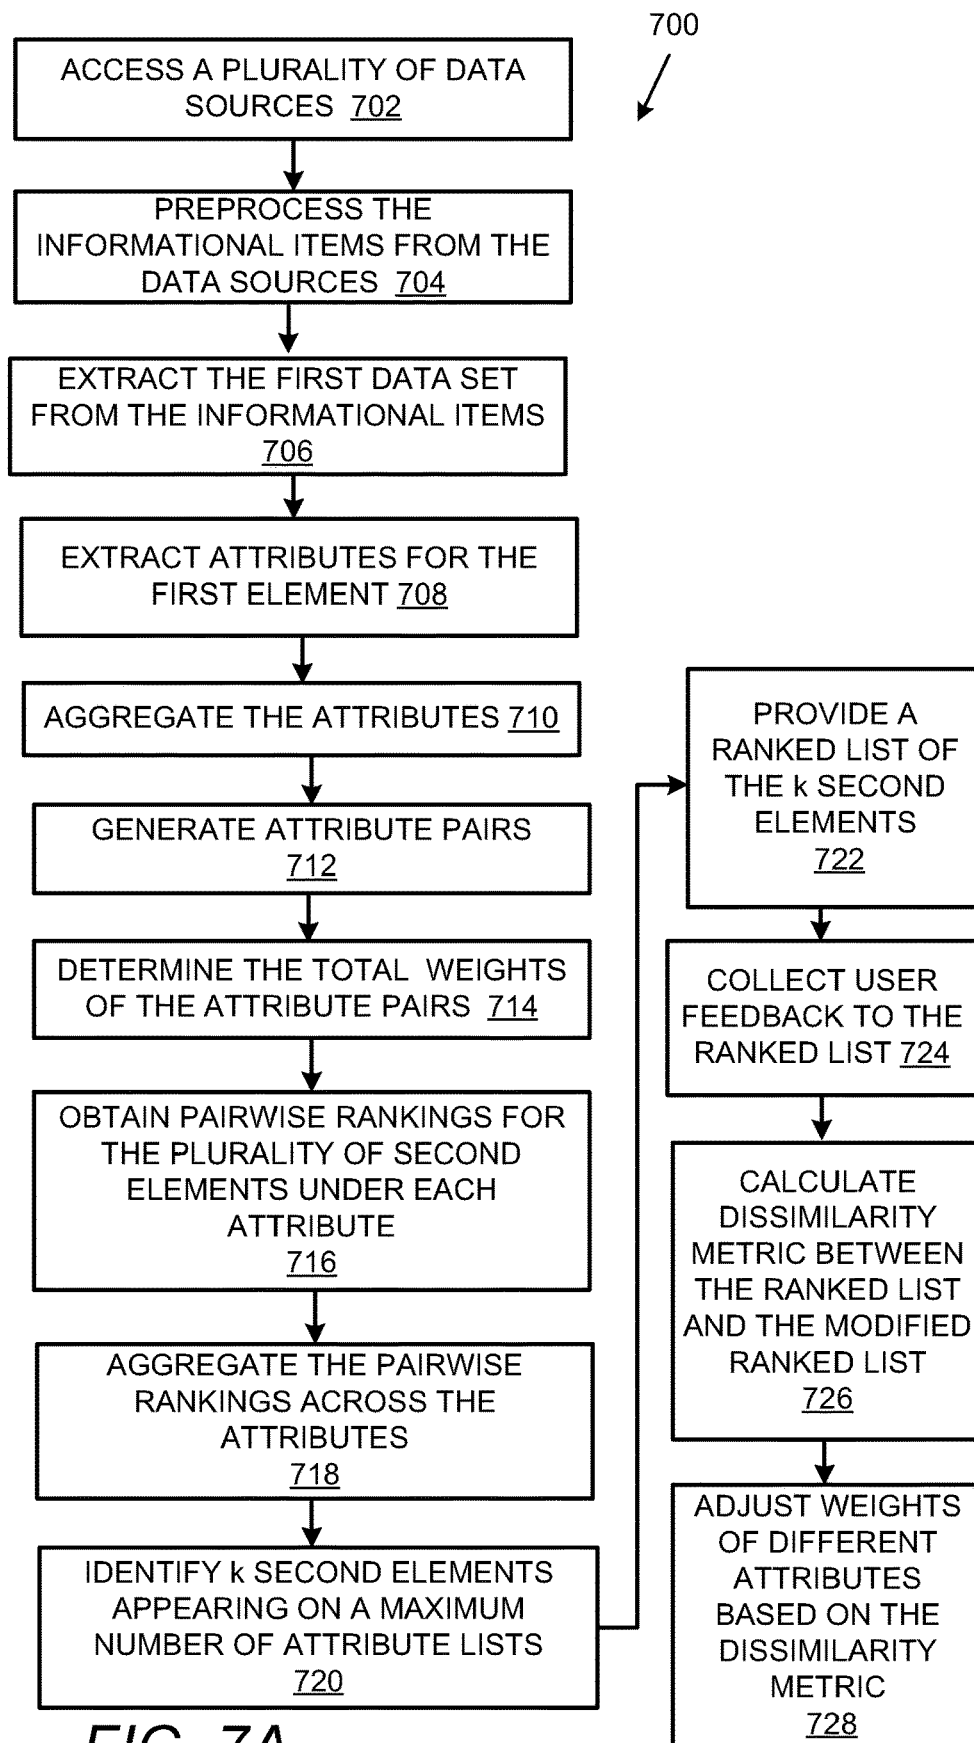 700
ACCESS A PLURALITY OF DATA
SOURCES 702
PREPROCESS THE
INFORMATIONAL ITEMS FROM THE
DATA SOURCES 704
EXTRACT THE FIRST DATA SET
FROM THE INFORMATIONAL ITEMS
706
EXTRACT ATTRIBUTES FOR THE
FIRST ELEMENT 708
AGGREGATE THE ATTRIBUTES 710
GENERATE ATTRIBUTE PAIRS
712
DETERMINE THE TOTAL WEIGHTS
OF THE ATTRIBUTE PAIRS 714
OBTAIN PAIRWISE RANKINGS FOR
THE PLURALITY OF SECOND
ELEMENTS UNDER EACH
ATTRIBUTE
716
AGGREGATE THE PAIRWISE
RANKINGS ACROSS THE
ATTRIBUTES
718
IDENTIFY k SECOND ELEMENTS
APPEARING ON A MAXIMUM
NUMBER OF ATTRIBUTE LISTS
720
PROVIDE A
RANKED LIST OF
THE k SECOND
ELEMENTS
722
COLLECT USER
FEEDBACK TO THE
RANKED LIST 724
CALCULATE
DISSIMILARITY
METRIC BETWEEN
THE RANKED LIST
AND THE MODIFIED
RANKED LIST
726
ADJUST WEIGHTS
OF DIFFERENT
ATTRIBUTES
BASED ON THE
DISSIMILARITY
METRIC
728
FIG. 7A